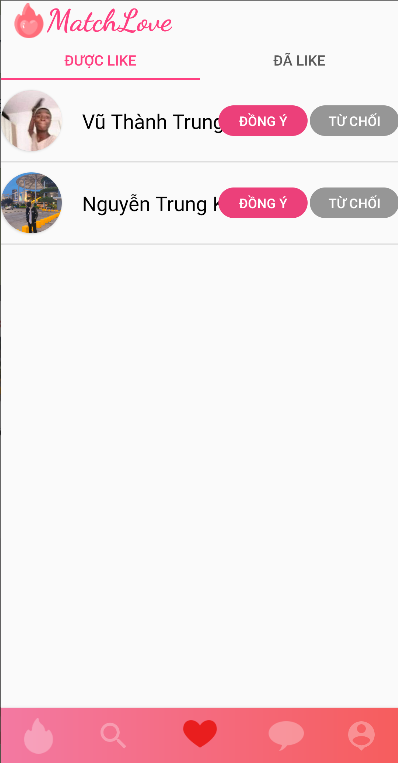 MatchLove
ĐƯỢC LIKE
ĐÃ LIKE
Vũ Thành Trung
ĐỒNG Ý
TỪ CHỐI
Nguyễn Trung
ĐỒNG Ý
TỪ CHỐI